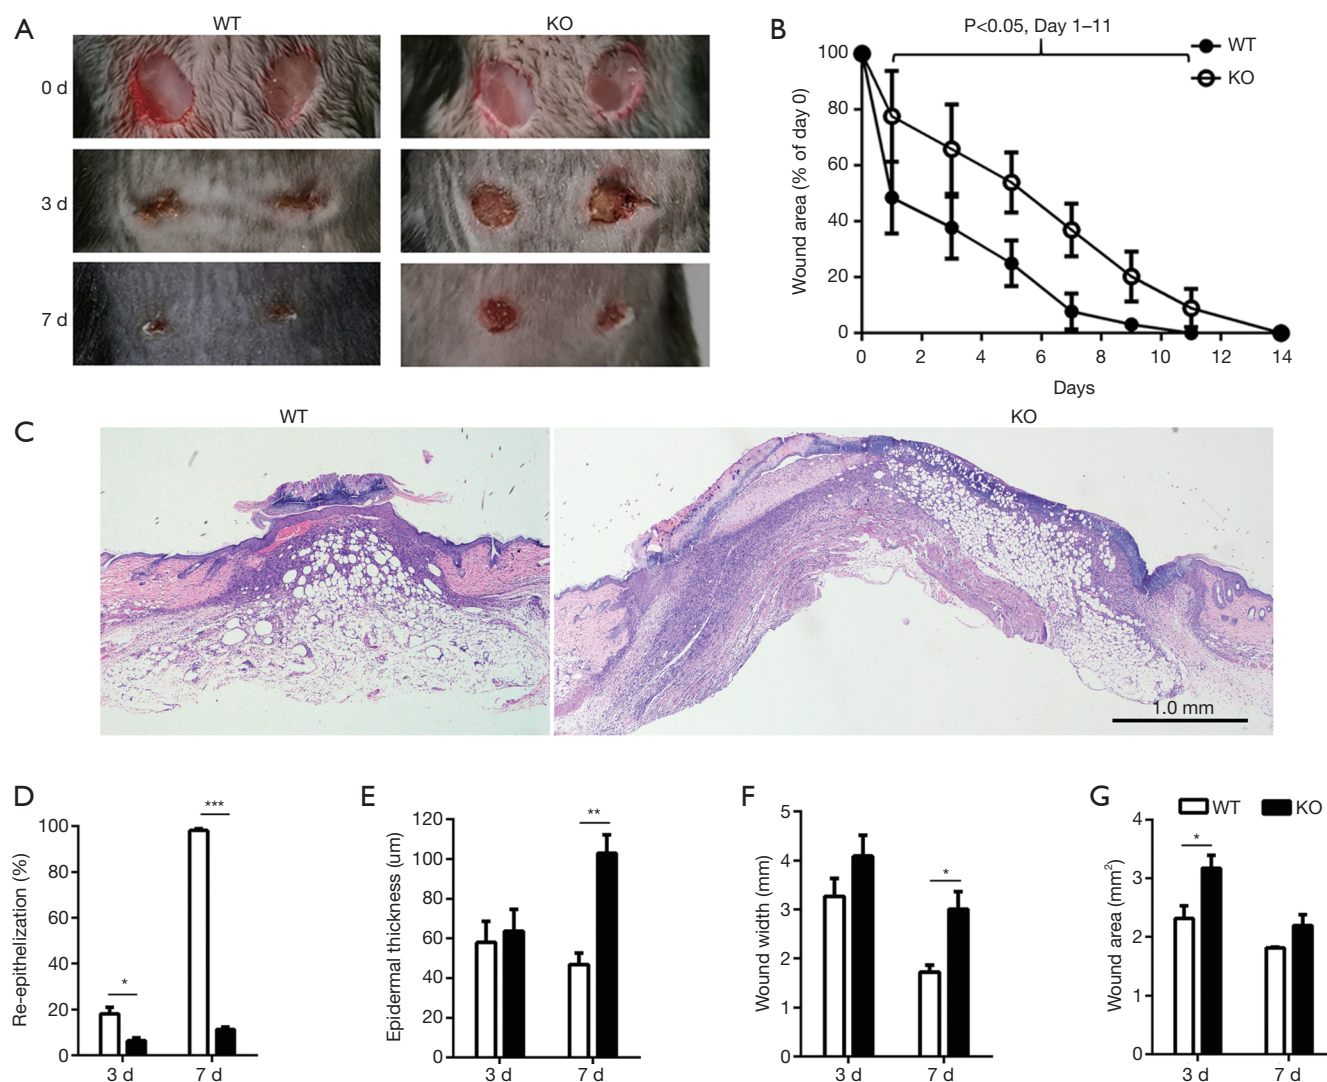 A
WT
KO
0 d
3 d
7 d
B
P<0.05, Day 1–11
WT
KO
Wound area (% of day 0)
100
80
60
40
20
0
0 2 4 6 8 10 12 14
Days
C
WT
KO
1.0 mm
D
Re-epithelization (%)
100
80
60
40
20
0
*
***
3 d 7 d
E
Epidermal thickness (um)
120
100
80
60
40
20
0
**
3 d 7 d
F
Wound width (mm)
5
4
3
2
1
0
*
3 d 7 d
G
WT KO
Wound area (mm²)
4
3
2
1
0
*
3 d 7 d